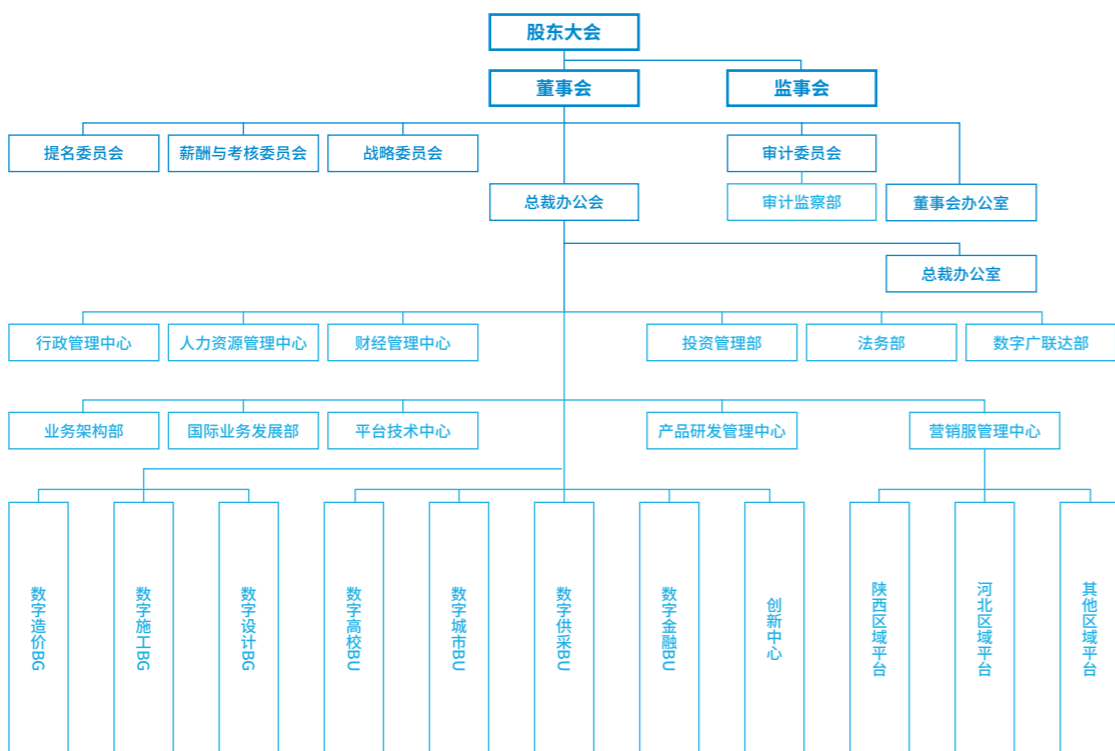 股东大会
董事会
监事会
提名委员会
薪酬与考核委员会
战略委员会
审计委员会
总裁办公会
审计监察部
董事会办公室
总裁办公室
行政管理中心
人力资源管理中心
财经管理中心
投资管理部
法务部
数字广联达部
业务架构部
国际业务发展部
平台技术中心
产品研发管理中心
营销服管理中心
数字造价BG
数字施工BG
数字设计BG
数字高校BU
数字城市BU
数字供采BU
数字金融BU
创新中心
陕西区域平台
河北区域平台
其他区域平台